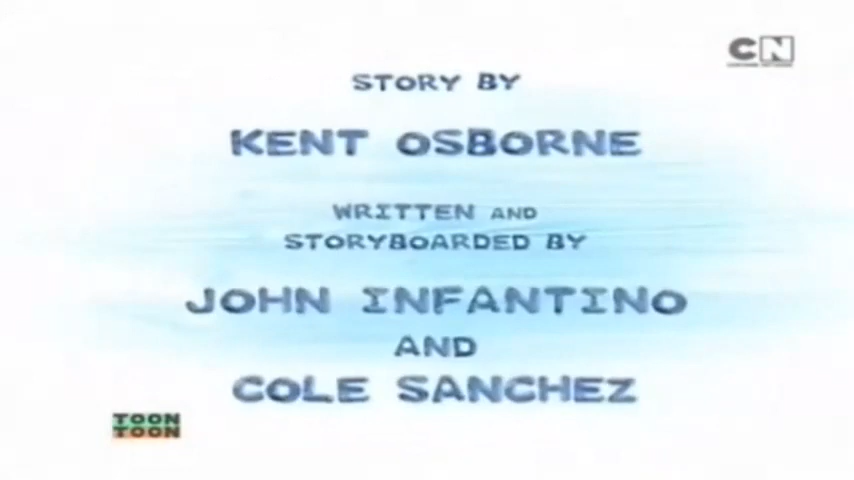 CN
STORY BY
KENT OSBORNE
WRITTEN AND
STORYBOARDED BY
JOHN INFANTINO
AND
COLE SANCHEZ
TOON
TOON